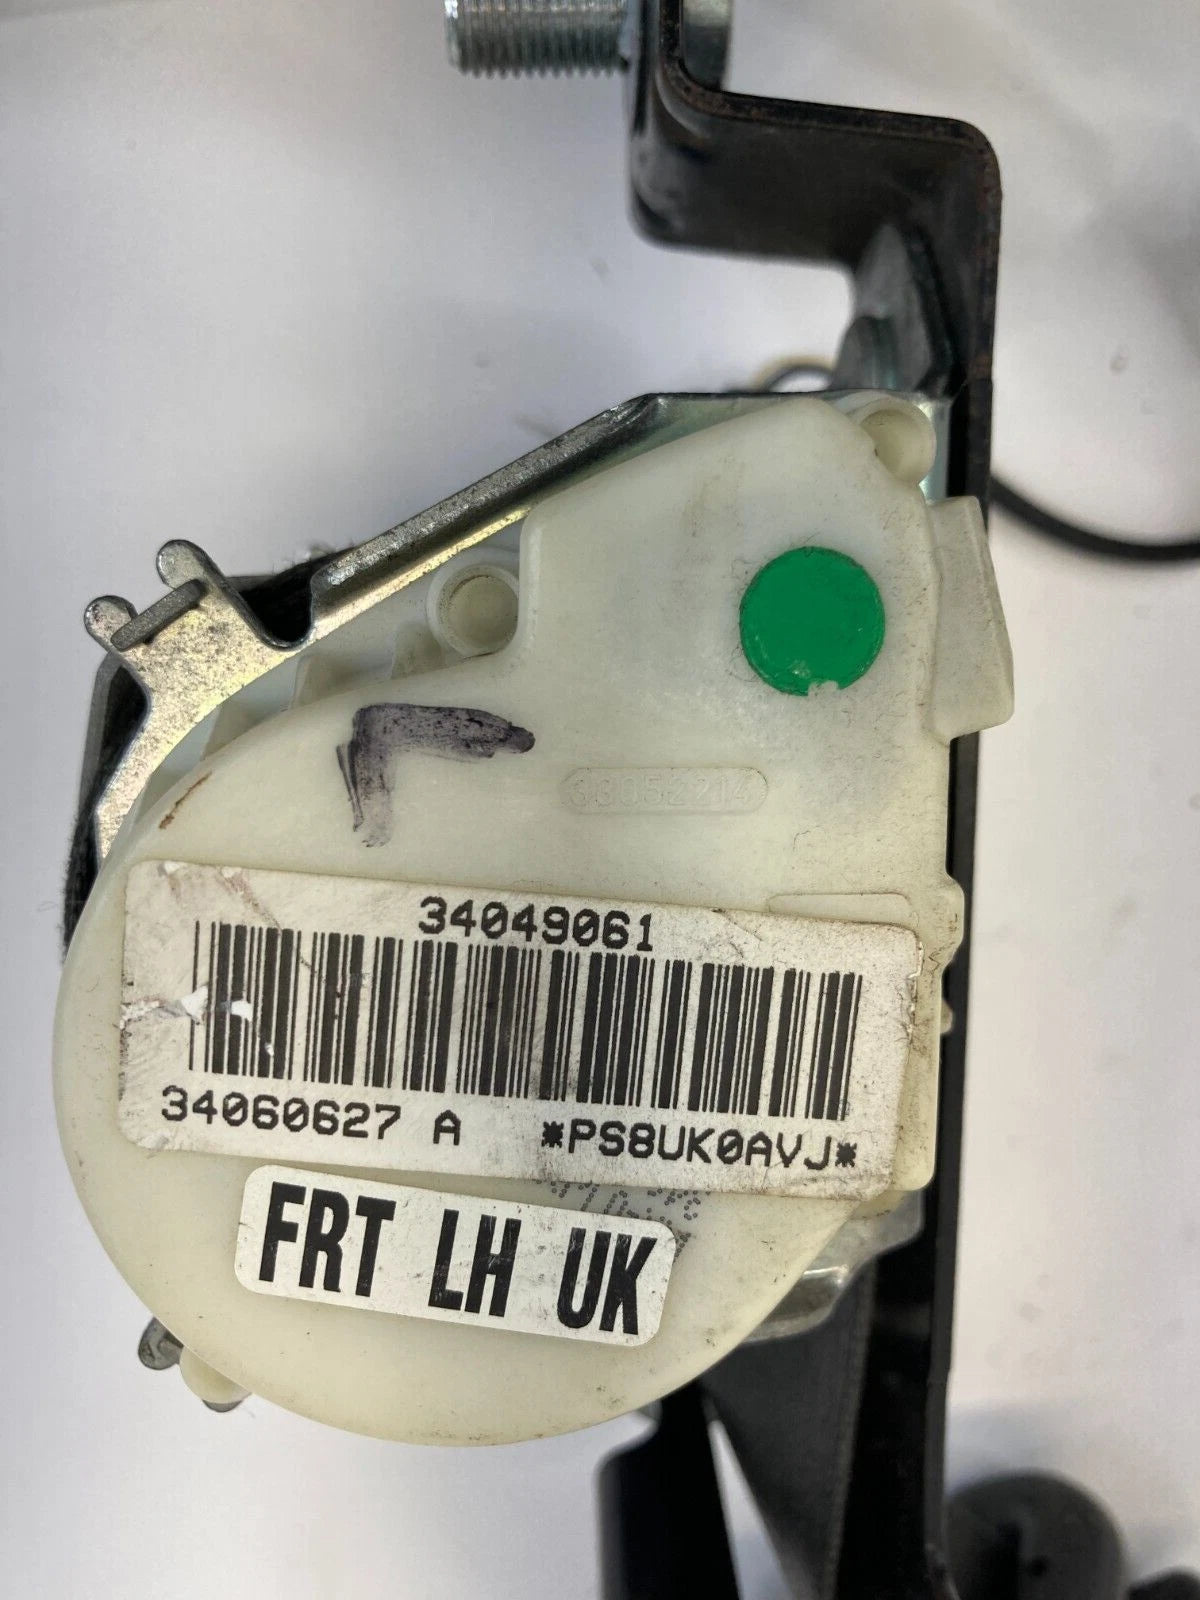 33052214
34049061
34060627 A *PS8UK0AVJ*
FRT LH UK